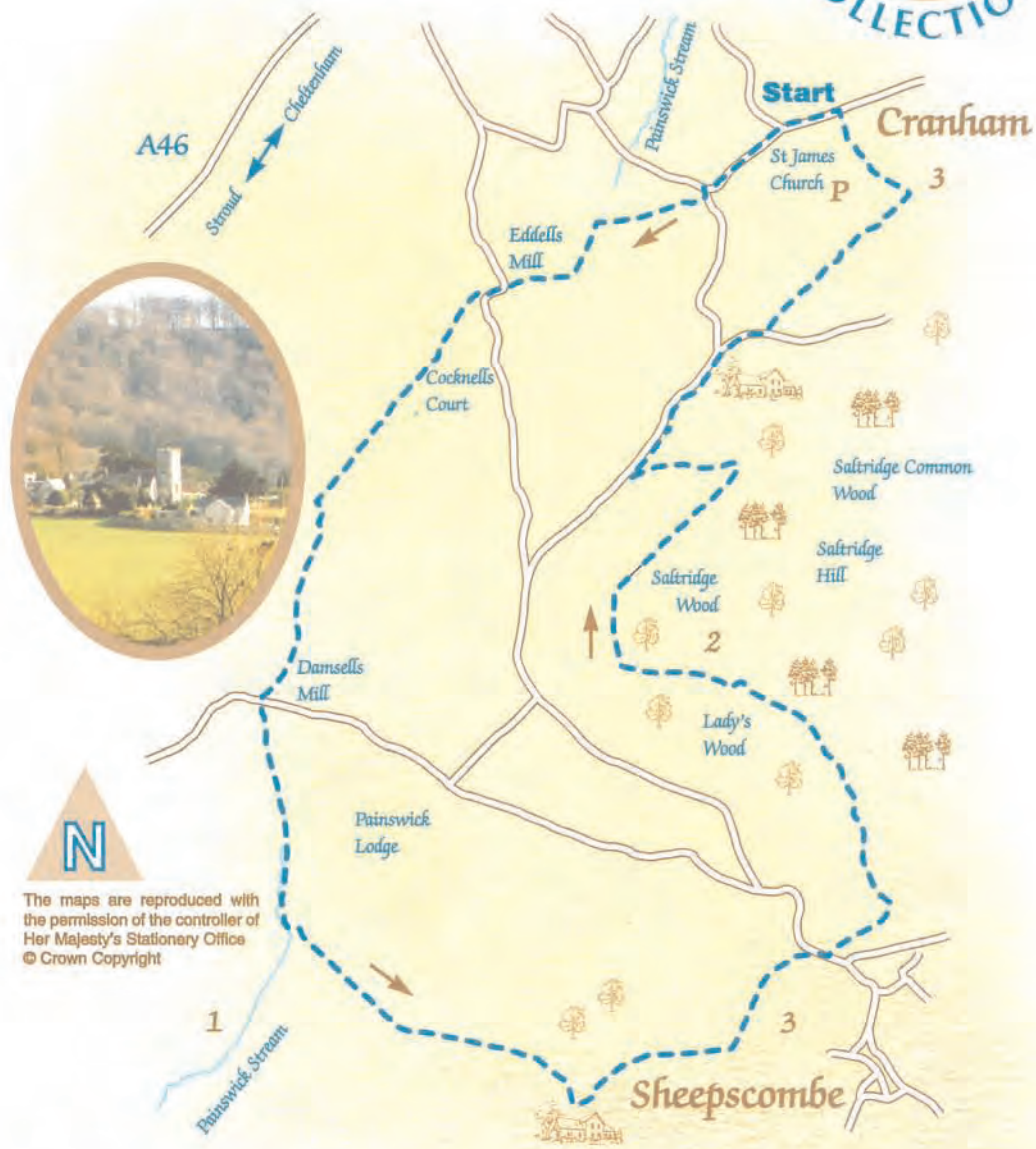 A46
Stroud
Cheltenham
Painswick Stream
Start
Cranham
St James
Church
P
3
Eddells
Mill
Cocknells
Court
Saltridge Common
Wood
Saltridge
Hill
Saltridge
Wood
2
Damsells
Mill
Lady's
Wood
N
Painswick
Lodge
The maps are reproduced with
the permission of the controller of
Her Majesty's Stationery Office
© Crown Copyright
1
Painswick Stream
3
Sheepscombe